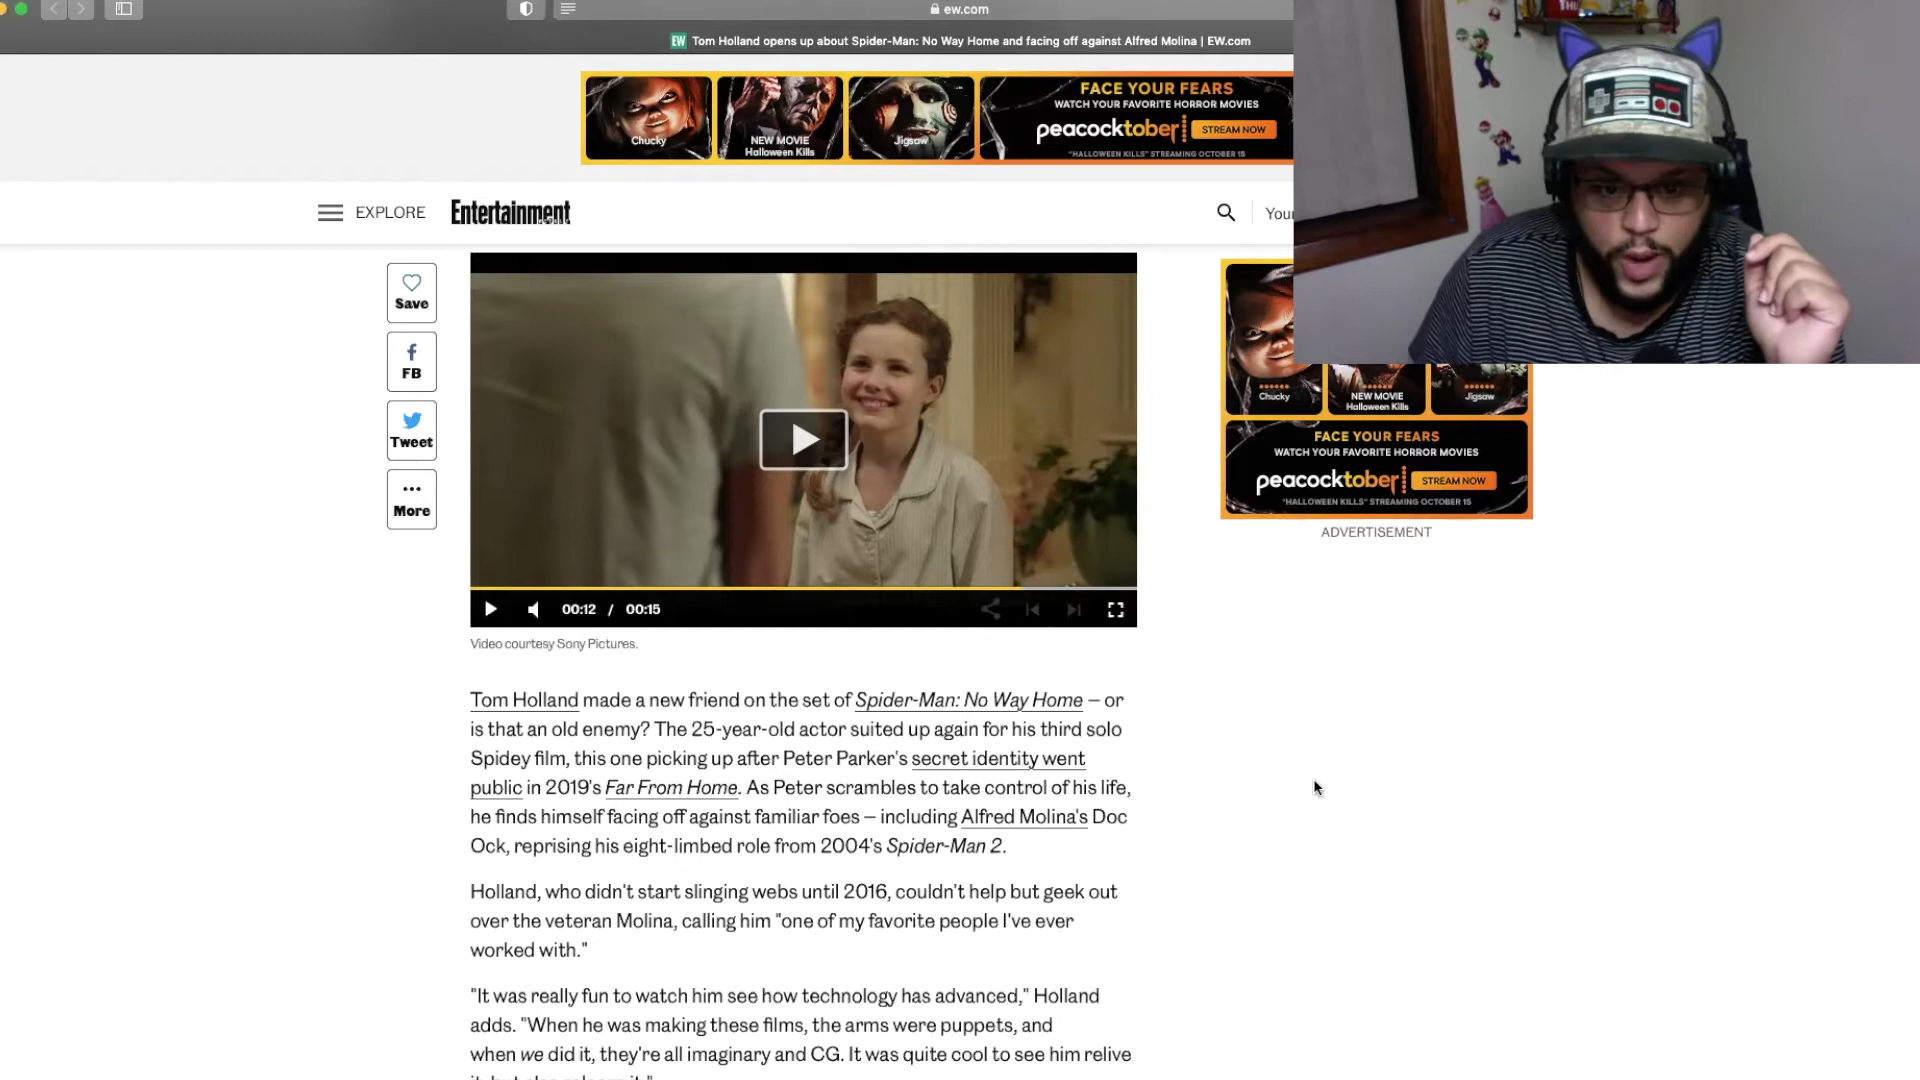 ew.com
EW Tom Holland opens up about Spider-Man: No Way Home and facing off against Alfred Molina | EW.com
Chucky
NEW MOVIE
Halloween Kills
Jigsaw
FACE YOUR FEARS
WATCH YOUR FAVORITE HORROR MOVIES
peacocktober
STREAM NOW
"HALLOWEEN KILLS" STREAMING OCTOBER 15
EXPLORE
Entertainment
Your
Save
FB
Tweet
More
00:12 / 00:15
Video courtesy Sony Pictures.
Chucky
NEW MOVIE
Halloween Kills
Jigsaw
FACE YOUR FEARS
WATCH YOUR FAVORITE HORROR MOVIES
peacocktober
STREAM NOW
"HALLOWEEN KILLS" STREAMING OCTOBER 15
ADVERTISEMENT
Tom Holland made a new friend on the set of Spider-Man: No Way Home – or
is that an old enemy? The 25-year-old actor suited up again for his third solo
Spidey film, this one picking up after Peter Parker's secret identity went
public in 2019's Far From Home. As Peter scrambles to take control of his life,
he finds himself facing off against familiar foes – including Alfred Molina's Doc
Ock, reprising his eight-limbed role from 2004's Spider-Man 2.
Holland, who didn't start slinging webs until 2016, couldn't help but geek out
over the veteran Molina, calling him "one of my favorite people I've ever
worked with."
"It was really fun to watch him see how technology has advanced," Holland
adds. "When he was making these films, the arms were puppets, and
when we did it, they're all imaginary and CG. It was quite cool to see him relive